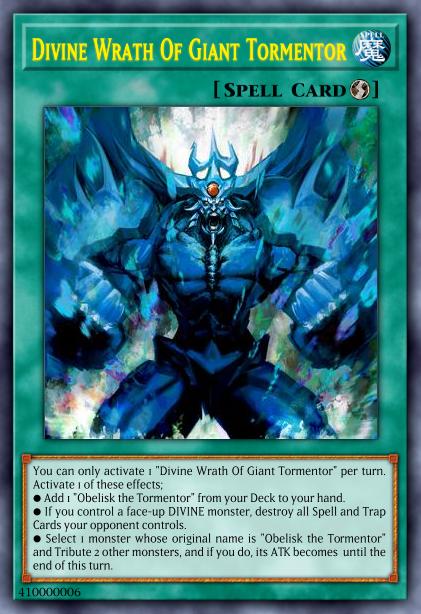 DIVINE WRATH OF GIANT TORMENTOR
SPELL
魔
[SPELL CARD]
You can only activate 1 "Divine Wrath Of Giant Tormentor" per turn.
Activate 1 of these effects;
● Add 1 "Obelisk the Tormentor" from your Deck to your hand.
● If you control a face-up DIVINE monster, destroy all Spell and Trap
Cards your opponent controls.
● Select 1 monster whose original name is "Obelisk the Tormentor"
and Tribute 2 other monsters, and if you do, its ATK becomes until the
end of this turn.
410000006